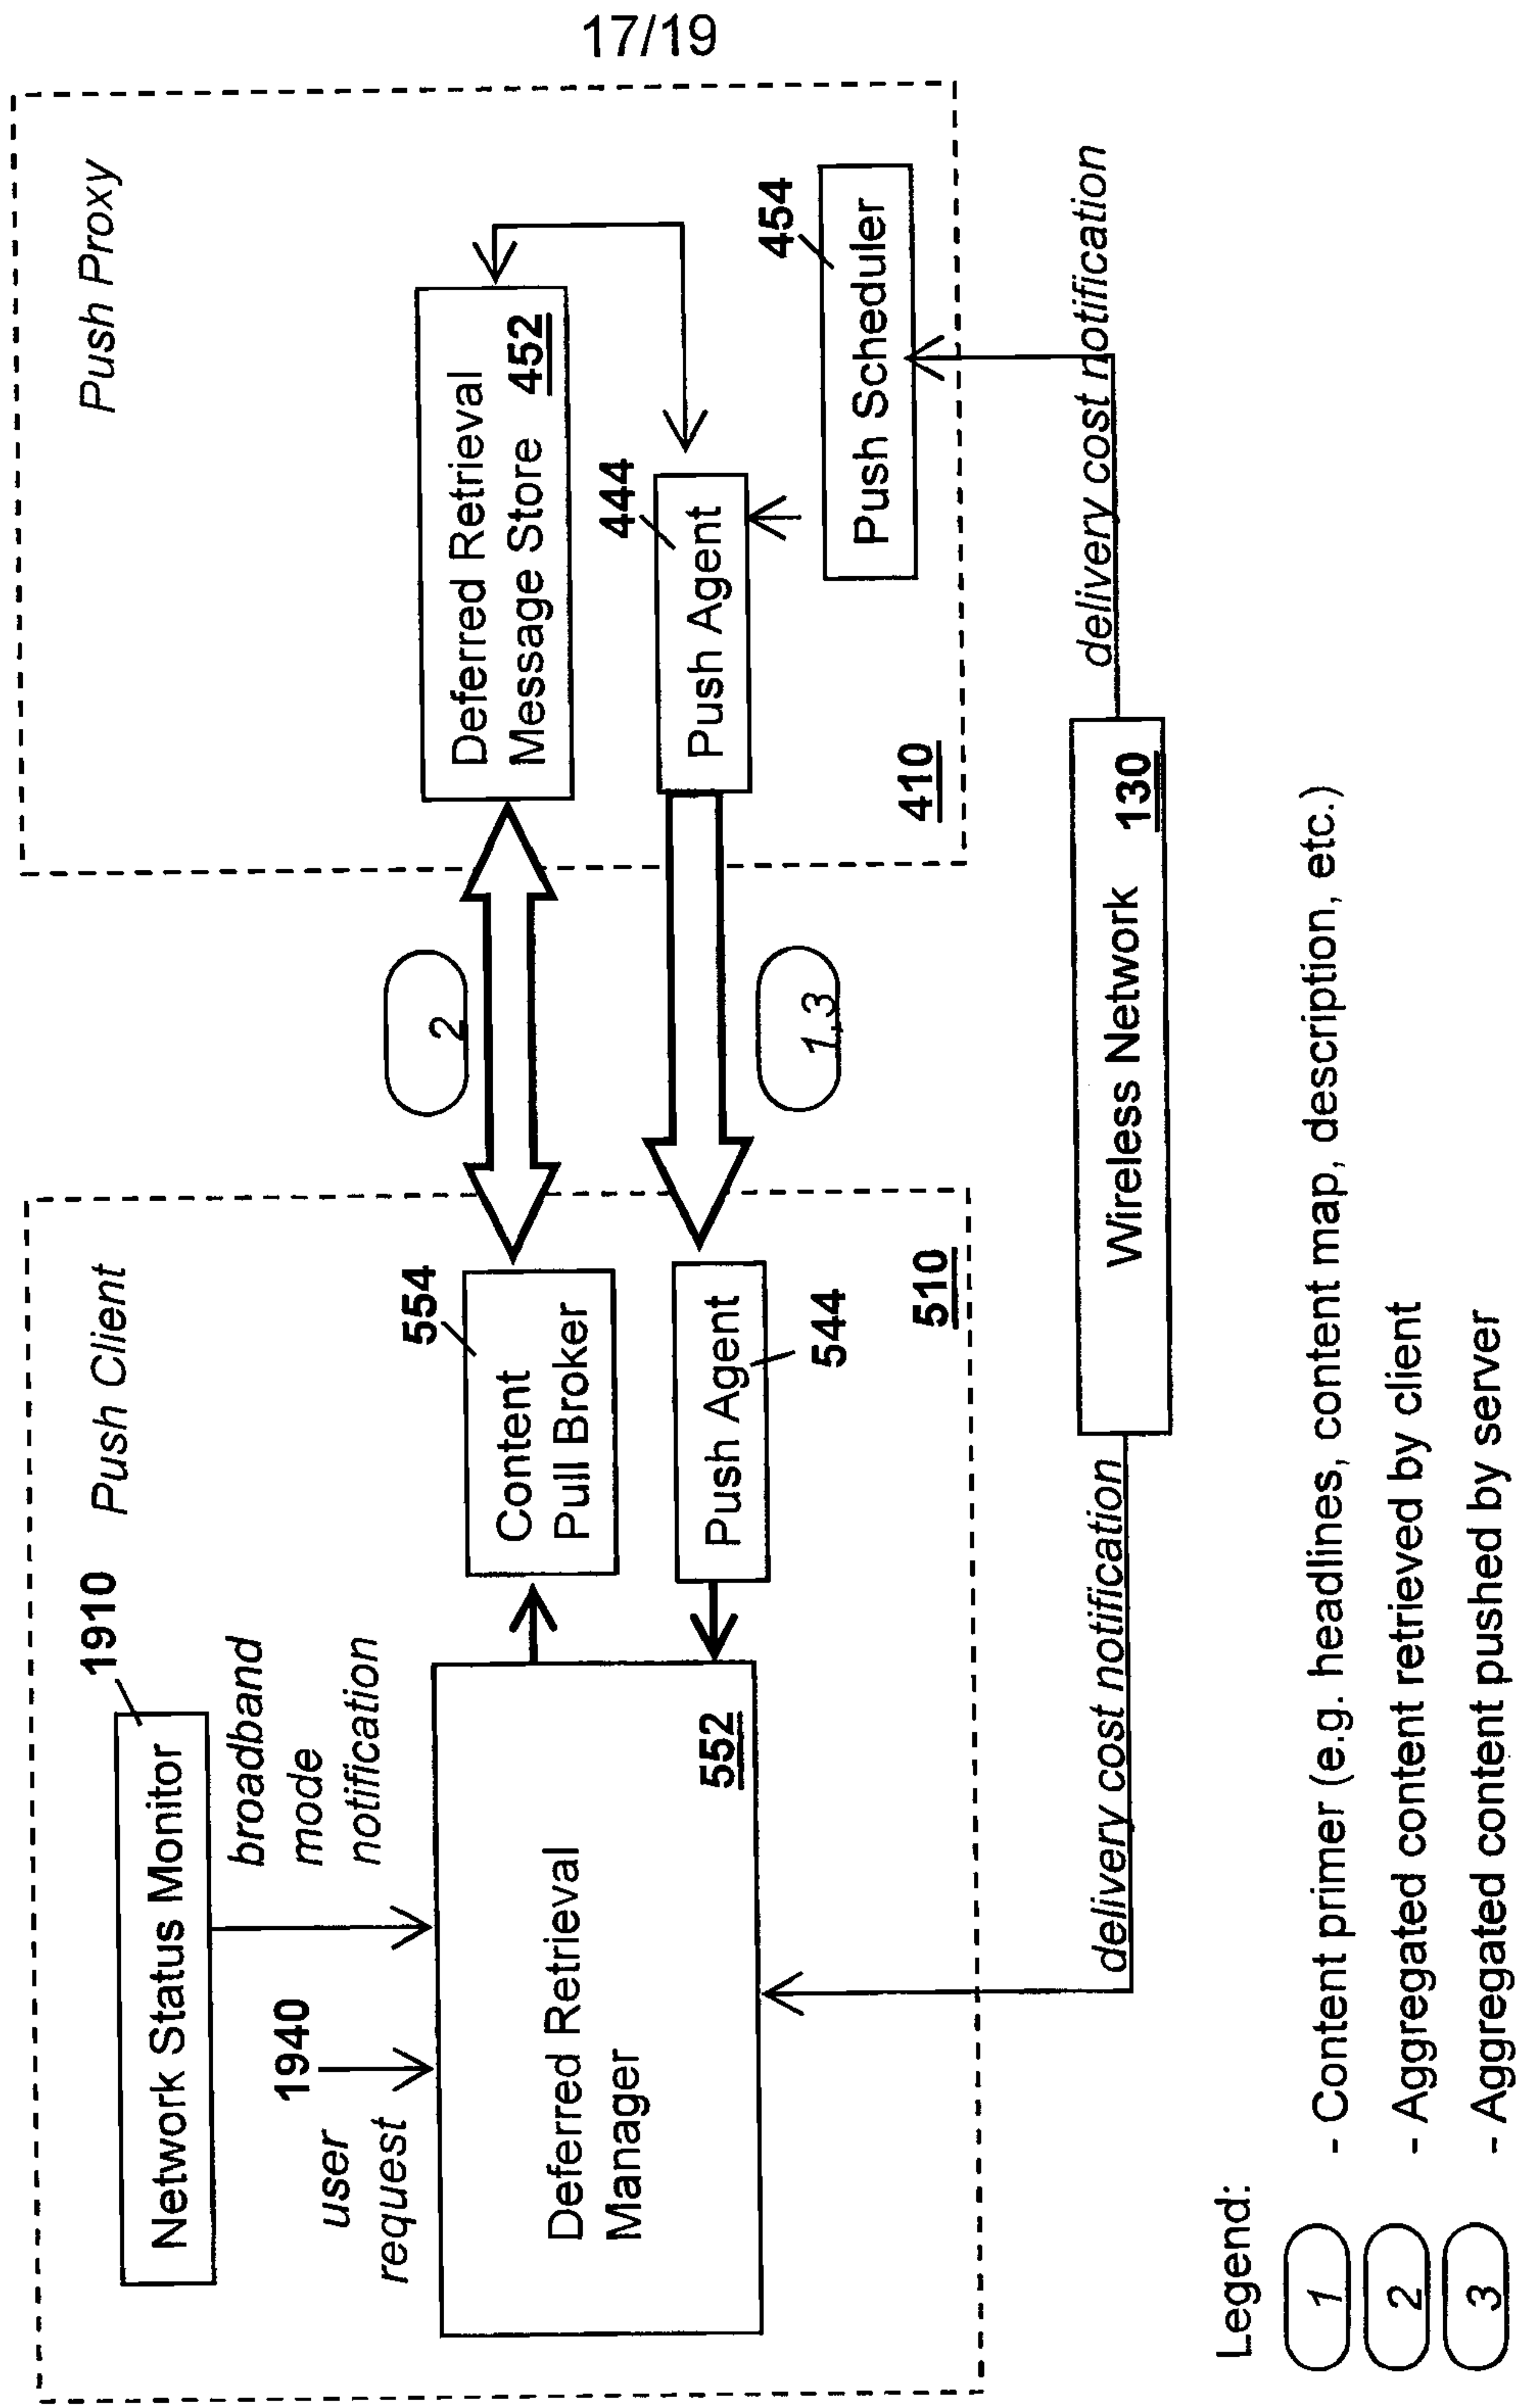 17/19
Push Client
Push Proxy
1910
Network Status Monitor
broadband
mode
notification
1940
user
request
Deferred Retrieval
Manager
552
554
Content
Pull Broker
Push Agent
544
510
2
1,3
Deferred Retrieval
Message Store 452
444
Push Agent
454
Push Scheduler
410
delivery cost notification
Wireless Network 130
delivery cost notification
Legend:
1 - Content primer (e.g. headlines, content map, description, etc.)
2 - Aggregated content retrieved by client
3 - Aggregated content pushed by server